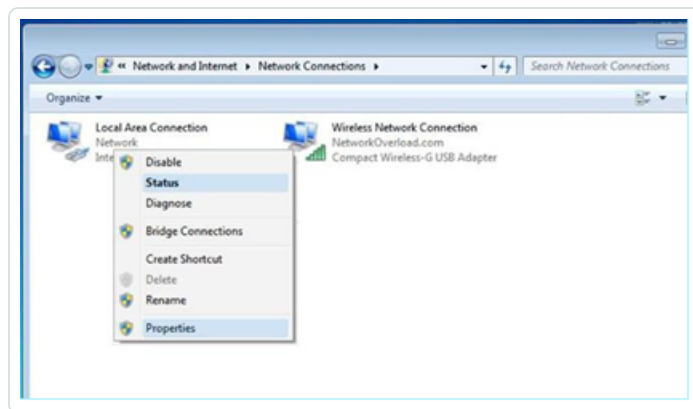 « Network and Internet ▸ Network Connections ▸
Search Network Connections
Organize ▾
Local Area Connection
Network
Inte
Wireless Network Connection
NetworkOverload.com
Compact Wireless-G USB Adapter
Disable
Status
Diagnose
Bridge Connections
Create Shortcut
Delete
Rename
Properties